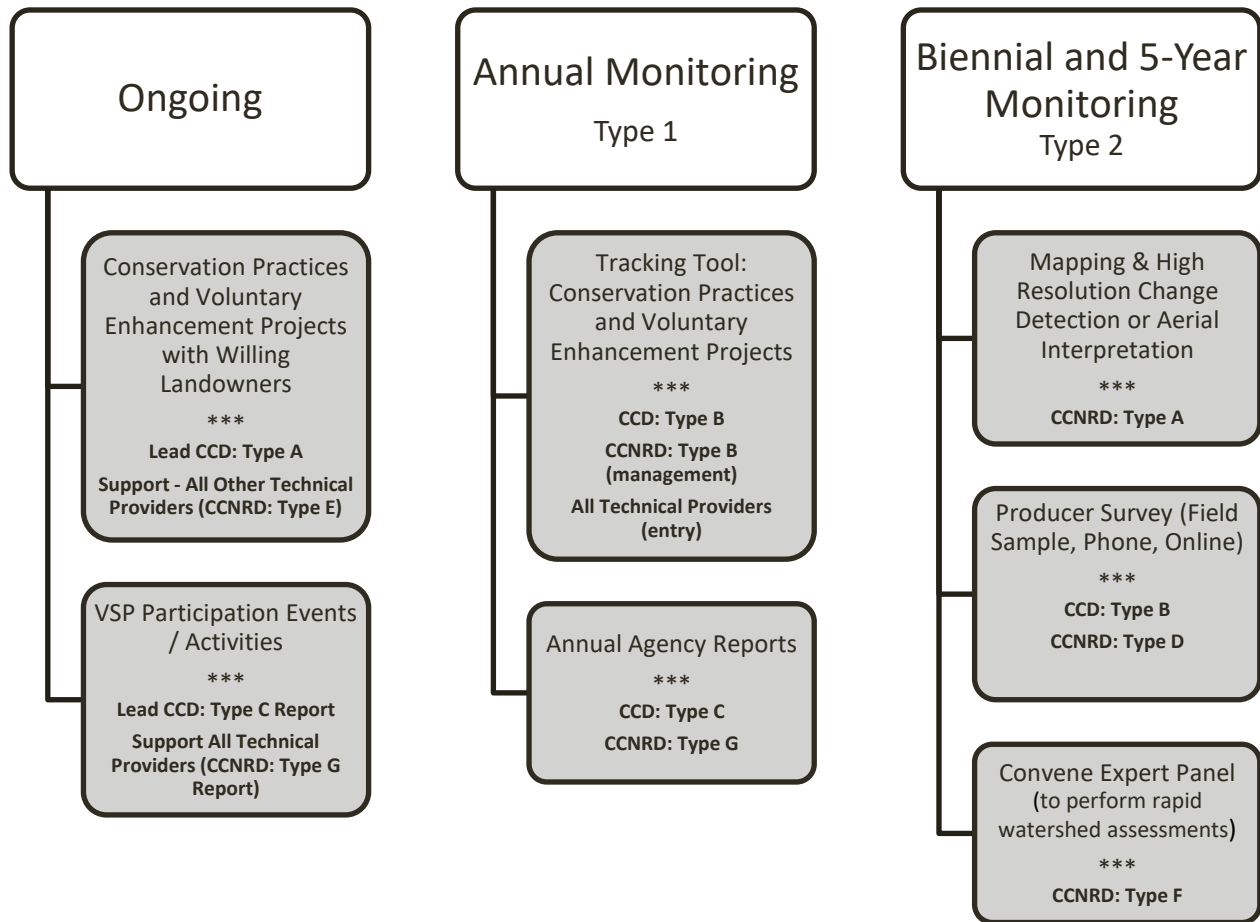 Ongoing
Conservation Practices
and Voluntary
Enhancement Projects
with Willing
Landowners
***
Lead CCD: Type A
Support - All Other Technical
Providers (CCNRD: Type E)
VSP Participation Events
/ Activities
***
Lead CCD: Type C Report
Support All Technical
Providers (CCNRD: Type G
Report)
Annual Monitoring
Type 1
Tracking Tool:
Conservation Practices
and Voluntary
Enhancement Projects
***
CCD: Type B
CCNRD: Type B
(management)
All Technical Providers
(entry)
Annual Agency Reports
***
CCD: Type C
CCNRD: Type G
Biennial and 5-Year
Monitoring
Type 2
Mapping & High
Resolution Change
Detection or Aerial
Interpretation
***
CCNRD: Type A
Producer Survey (Field
Sample, Phone, Online)
***
CCD: Type B
CCNRD: Type D
Convene Expert Panel
(to perform rapid
watershed assessments)
***
CCNRD: Type F